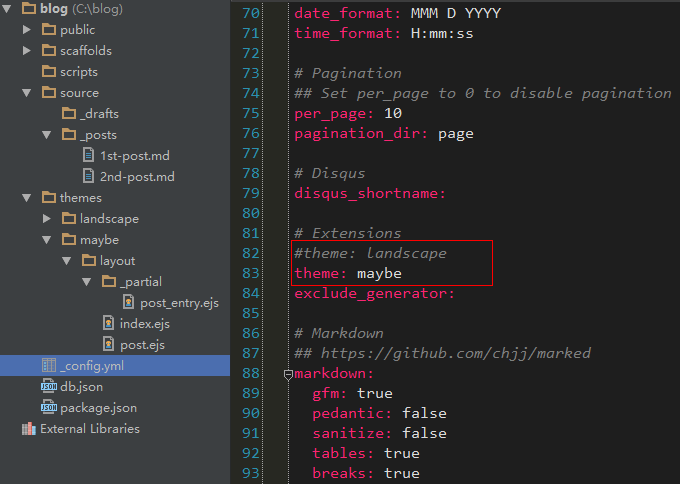 blog (C:\blog)
public
scaffolds
scripts
source
_drafts
_posts
1st-post.md
2nd-post.md
themes
landscape
maybe
layout
_partial
post_entry.ejs
index.ejs
post.ejs
_config.yml
db.json
package.json
External Libraries
70 date_format: MMM D YYYY
71 time_format: H:mm:ss
72
73 # Pagination
74 ## Set per_page to 0 to disable pagination
75 per_page: 10
76 pagination_dir: page
77
78 # Disqus
79 disqus_shortname:
80
81 # Extensions
82 #theme: landscape
83 theme: maybe
84 exclude_generator:
85
86 # Markdown
87 ## https://github.com/chjj/marked
88 markdown:
89 gfm: true
90 pedantic: false
91 sanitize: false
92 tables: true
93 breaks: true